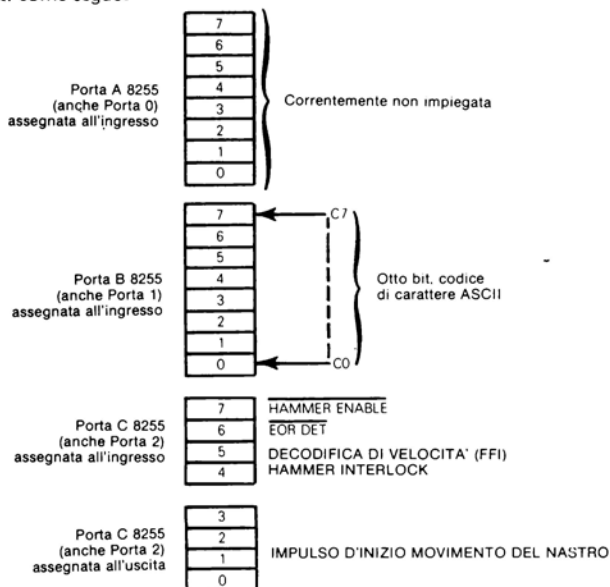 7
6
5
4
3
2
1
0
Porta A 8255
(anche Porta 0)
assegnata all'ingresso
Correntemente non impiegata
7
6
5
4
3
2
1
0
Porta B 8255
(anche Porta 1)
assegnata all'ingresso
C7
C0
Otto bit, codice
di carattere ASCII
7
6
5
4
Porta C 8255
(anche Porta 2)
assegnata all'ingresso
HAMMER ENABLE
EOR DET
DECODIFICA DI VELOCITA' (FFI)
HAMMER INTERLOCK
3
2
1
0
Porta C 8255
(anche Porta 2)
assegnata all'uscita
IMPULSO D'INIZIO MOVIMENTO DEL NASTRO